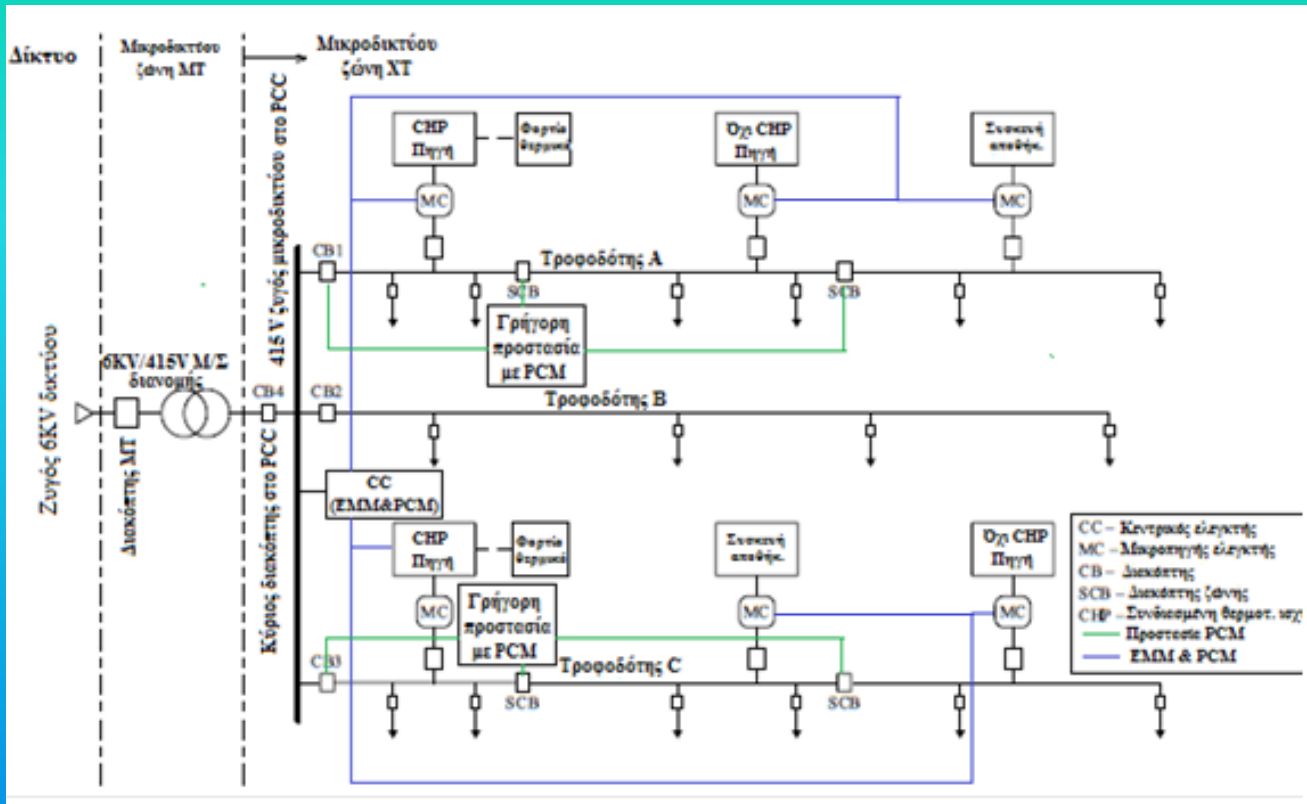 Δίκτυο
Μικροδικτύου
ζώνη ΜΤ
Μικροδικτύου
ζώνη ΧΤ
415 V ζυγός μικροδικτύου στο PCC
CHP
Πηγή
Φορτίο
θερμικό
Όχι CHP
Πηγή
Συσκευή
αποθήκ.
MC
MC
MC
CB1
Τροφοδότης A
SCB
SCB
Γρήγορη
προστασία
με PCM
Ζυγός 6KV δικτύου
6KV/415V Μ/Σ
διανομής
Διακόπτης ΜΤ
CB4
CB2
Τροφοδότης B
Κύριος διακόπτης στο PCC
CC
(EMM&PCM)
CHP
Πηγή
Φορτίο
θερμικό
Συσκευή
αποθήκ.
Όχι CHP
Πηγή
MC
Γρήγορη
προστασία
με PCM
MC
MC
CB3
Τροφοδότης C
SCB
SCB
CC – Κεντρικός ελεγκτής
MC – Μικροπηγής ελεγκτής
CB – Διακόπτης
SCB – Διακόπτης ζώνης
CHP – Συνδιασμένη θερμοτ. ισχ
Προστασία PCM
EMM & PCM